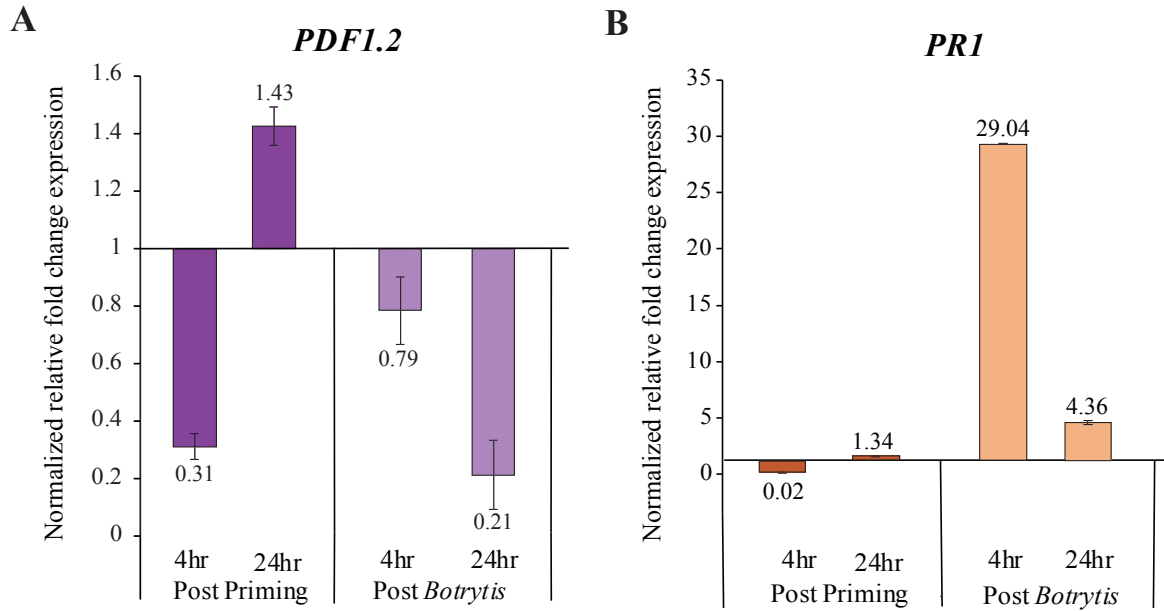 A
PDF1.2
Normalized relative fold change expression
1.6
1.4
1.2
1
0.8
0.6
0.4
0.2
0
1.43
0.31
0.79
0.21
4hr 24hr 4hr 24hr
Post Priming Post Botrytis
B
PR1
Normalized relative fold change expression
35
30
25
20
15
10
5
0
29.04
4.36
1.34
0.02
4hr 24hr 4hr 24hr
Post Priming Post Botrytis